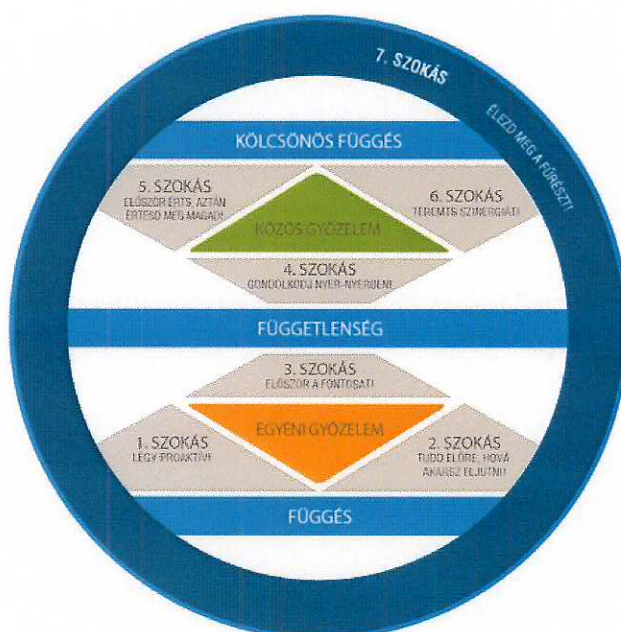 7. SZOKÁS
ÉLEZD MEG A FŰRÉSZT!
KÖLCSÖNÖS FÜGGÉS
5. SZOKÁS
ELŐSZÖR ÉRTS, AZTÁN
ÉRTESD MEG MAGAD!
6. SZOKÁS
TEREMTS SZINERGIÁT!
KÖZÖS GYŐZELEM
4. SZOKÁS
GONDOLKODJ NYER-NYERBEN!
FÜGGETLENSÉG
3. SZOKÁS
ELŐSZÖR A FONTOSAT!
EGYÉNI GYŐZELEM
1. SZOKÁS
LÉGY PROAKTÍV!
2. SZOKÁS
TUDD ELŐRE, HOVÁ
AKARSZ ELJUTNI!
FÜGGÉS